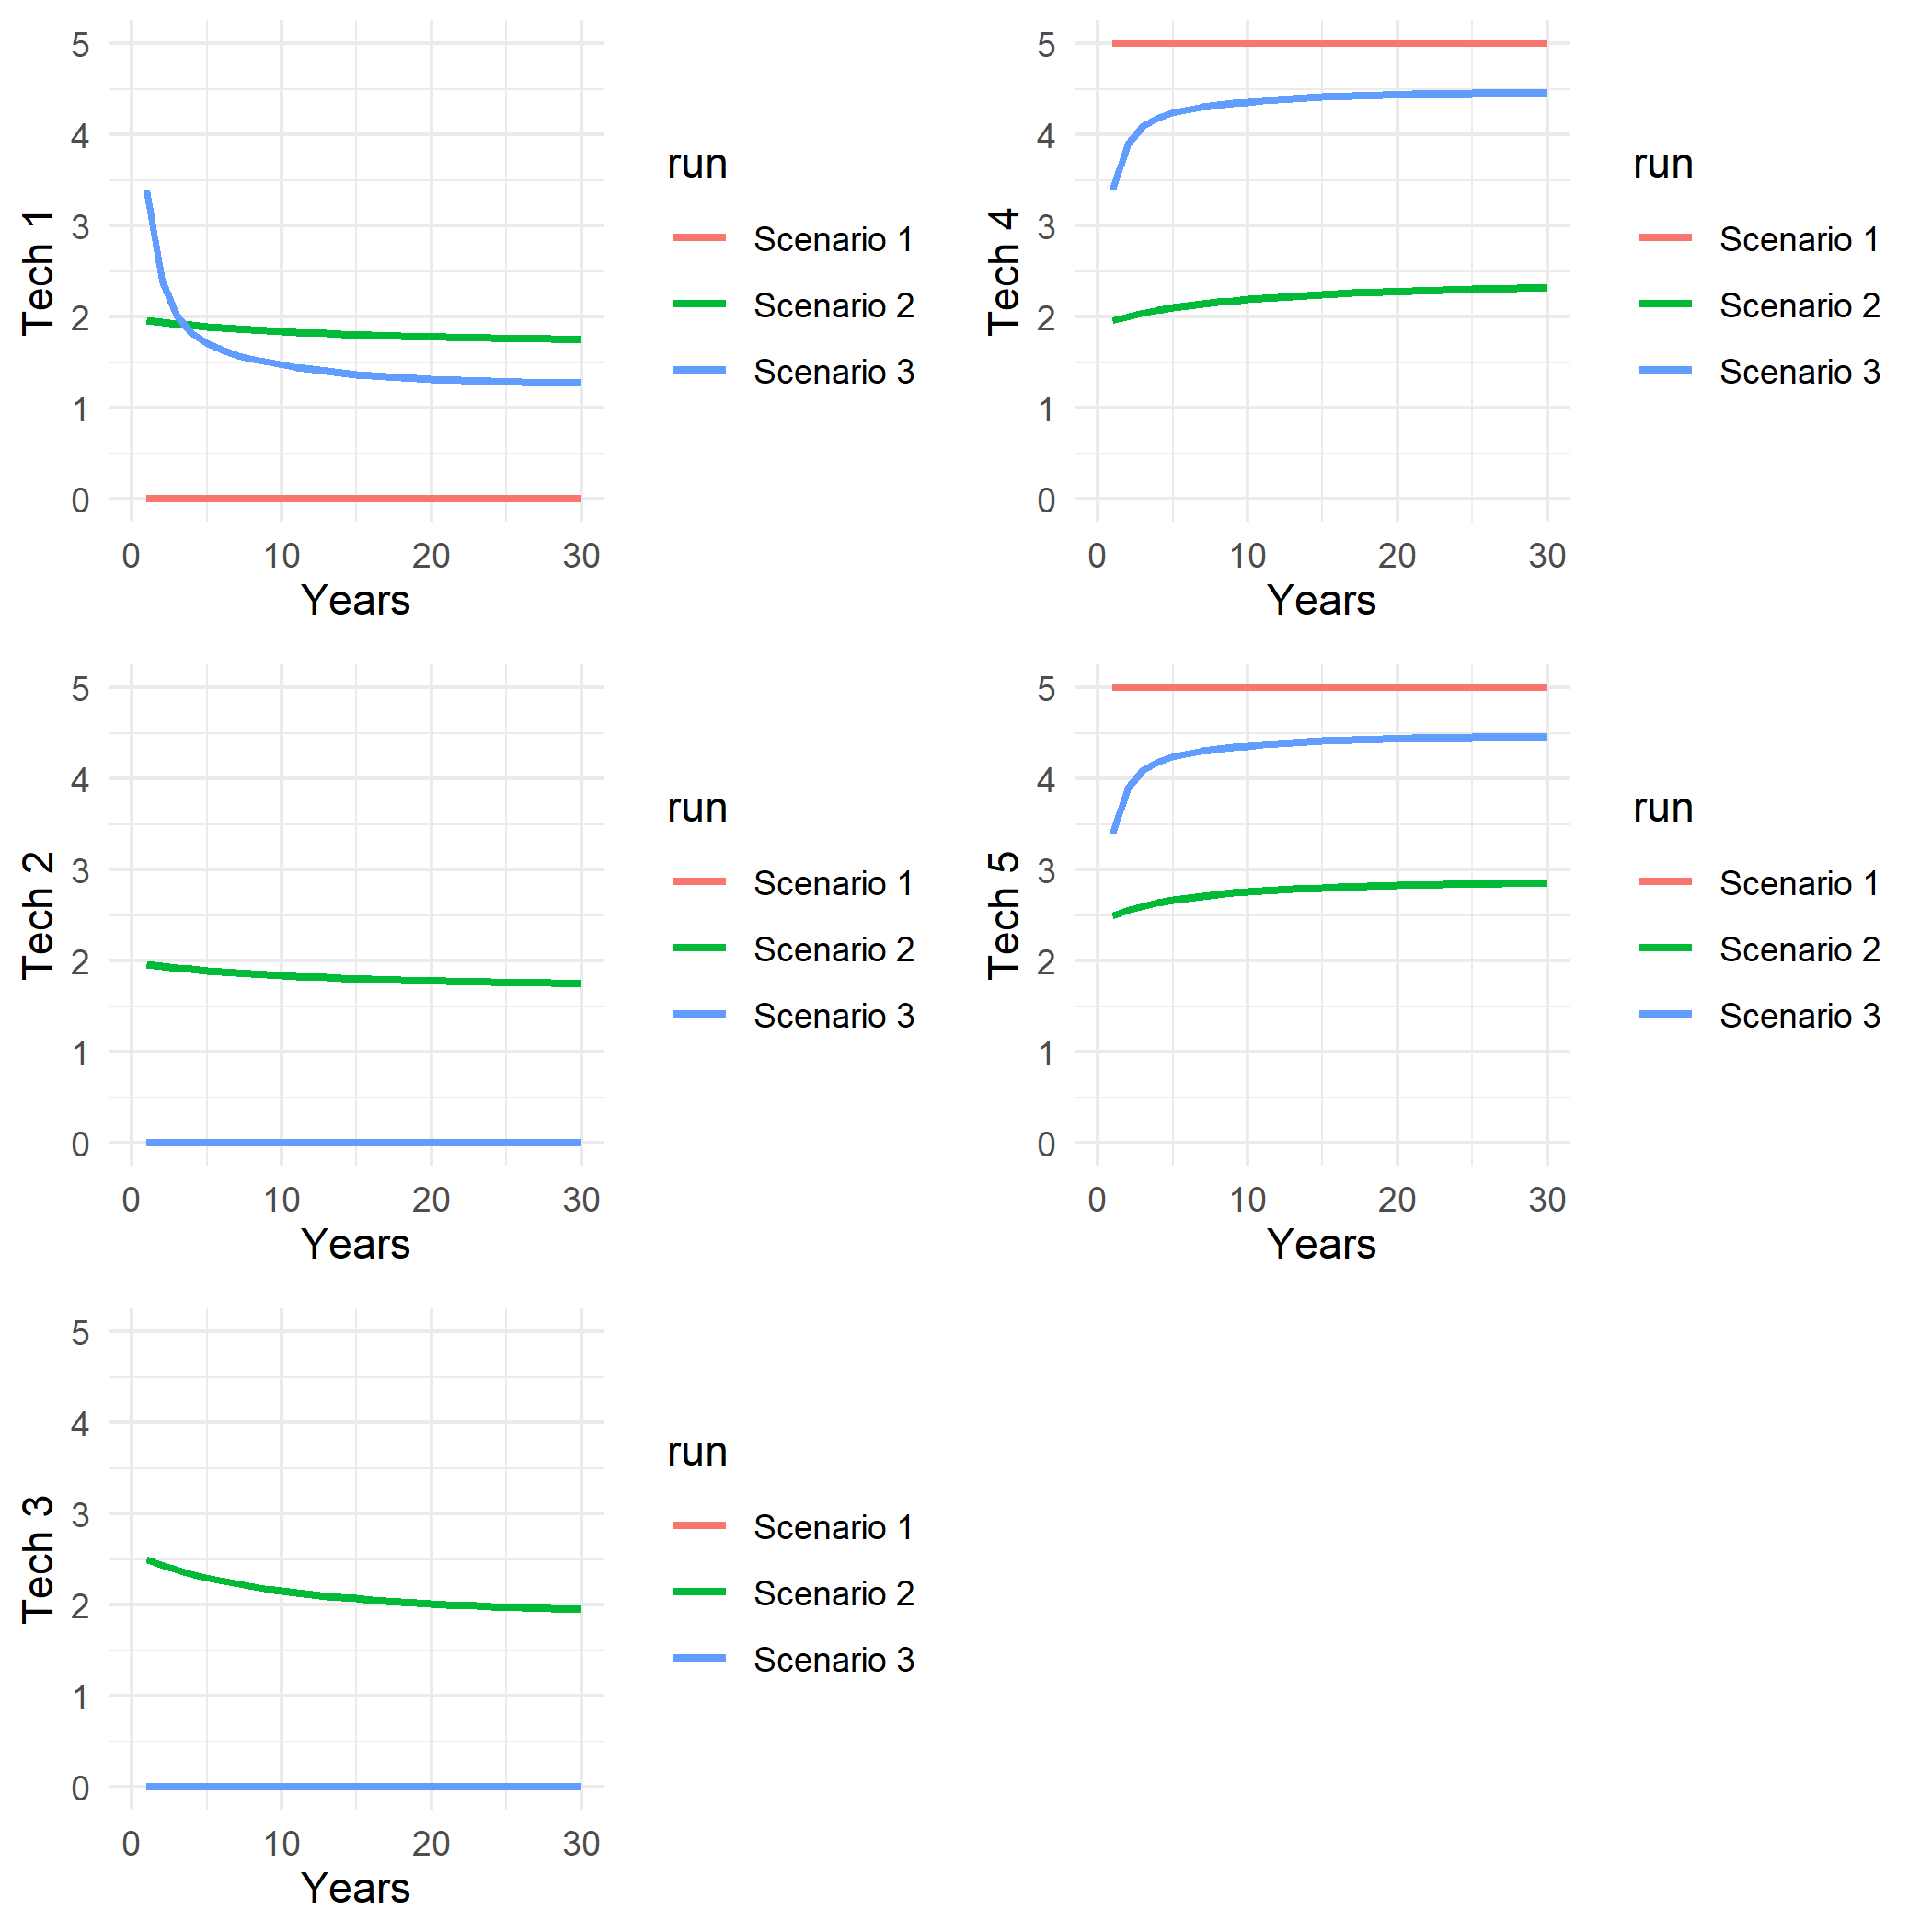 Tech 1
5
4
3
2
1
0
0 10 20 30
Years
run
Scenario 1
Scenario 2
Scenario 3
Tech 4
5
4
3
2
1
0
0 10 20 30
Years
run
Scenario 1
Scenario 2
Scenario 3
Tech 2
5
4
3
2
1
0
0 10 20 30
Years
run
Scenario 1
Scenario 2
Scenario 3
Tech 5
5
4
3
2
1
0
0 10 20 30
Years
run
Scenario 1
Scenario 2
Scenario 3
Tech 3
5
4
3
2
1
0
0 10 20 30
Years
run
Scenario 1
Scenario 2
Scenario 3